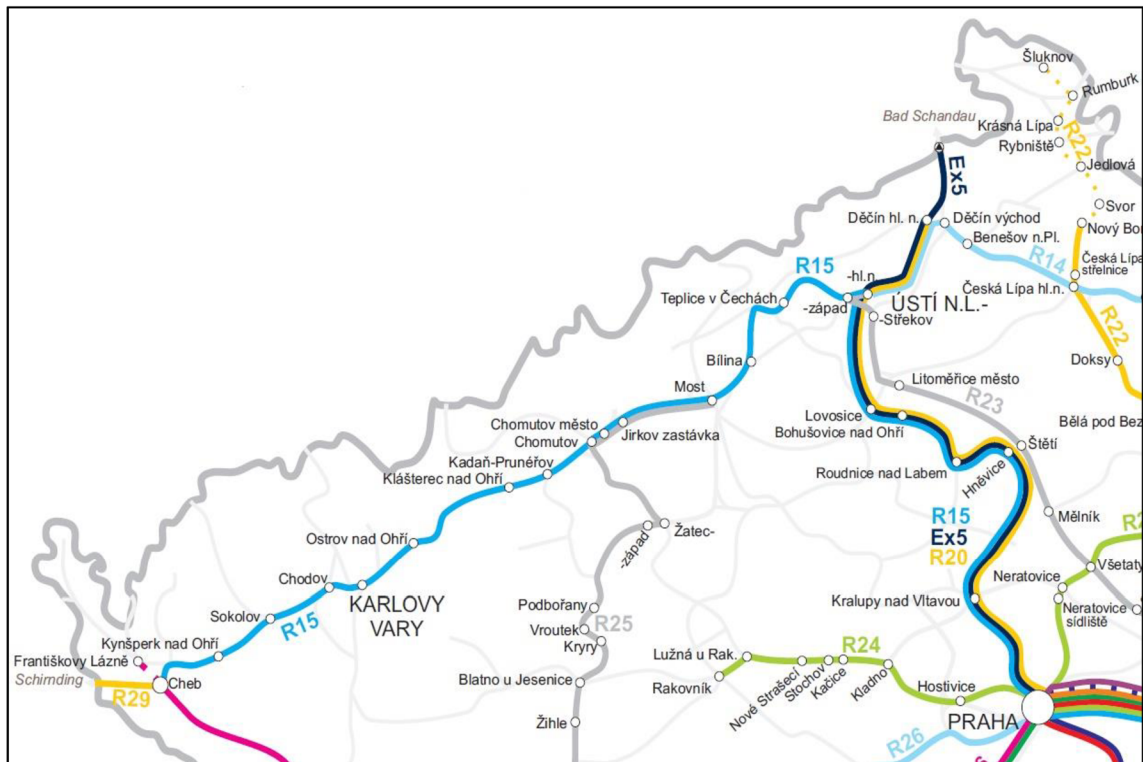 Šluknov
Rumburk
Bad Schandau
Krásná Lípa
R22
Rybniště
Jedlová
Ex5
Svor
Děčín hl. n.
Děčín východ
Nový Bor
Benešov n.Pl.
R14
Česká Lípa
střelnice
R15
-hl.n.
Česká Lípa hl.n.
Teplice v Čechách
-západ
ÚSTÍ N.L.-
-Střekov
R22
Bílina
Doksy
Most
Litoměřice město
R23
Chomutov město
Lovosice
Bělá pod Bez
Chomutov
Jirkov zastávka
Bohušovice nad Ohří
Štětí
Kadaň-Prunéřov
Roudnice nad Labem
Hněvice
Klášterec nad Ohří
R15
Mělník
Ex5
Žatec-
-západ
Ostrov nad Ohří
R20
Všetaty
Chodov
Neratovice
KARLOVY
VARY
Kralupy nad Vltavou
Neratovice
sídliště
Podbořany
Sokolov
R15
Vroutek
R25
Kynšperk nad Ohří
Kryry
R24
Lužná u Rak.
Františkovy Lázně
Schirnding
Cheb
Blatno u Jesenice
Rakovník
Nové Strašecí
Stochov
Kačice
Kladno
Hostivice
R29
Žihle
PRAHA
R26